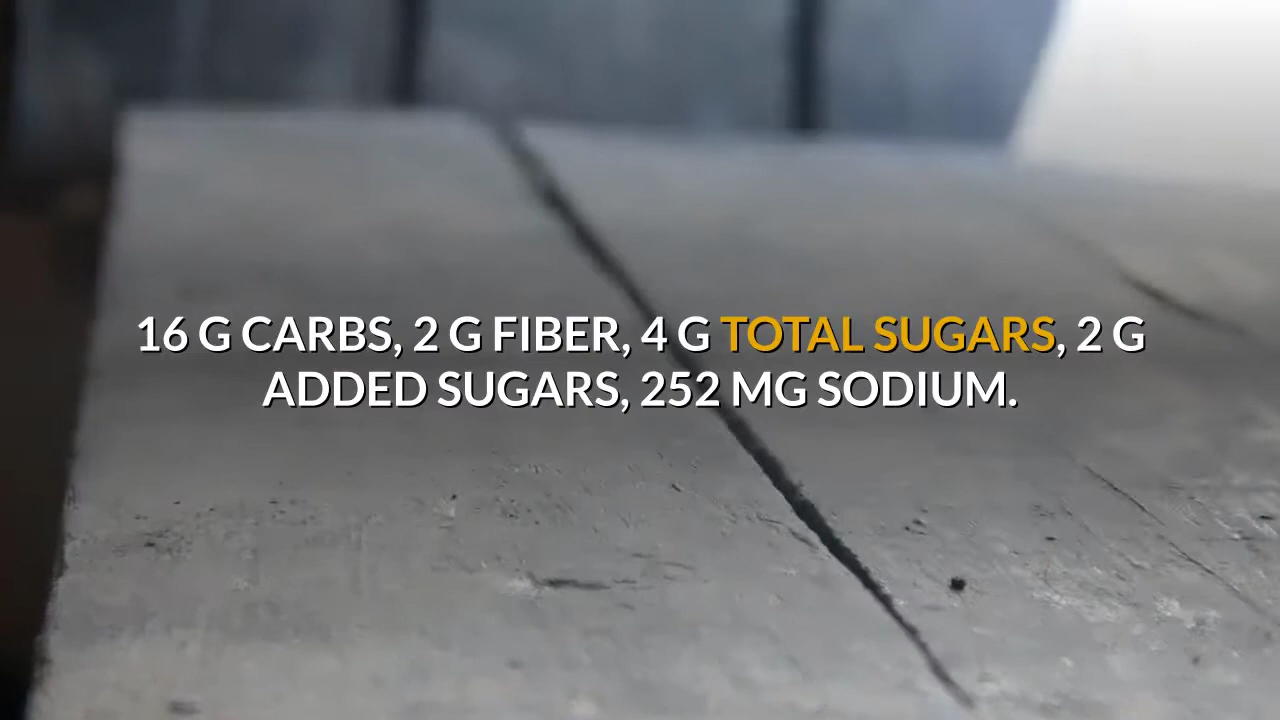 16 G CARBS, 2 G FIBER, 4 G TOTAL SUGARS, 2 G
ADDED SUGARS, 252 MG SODIUM.